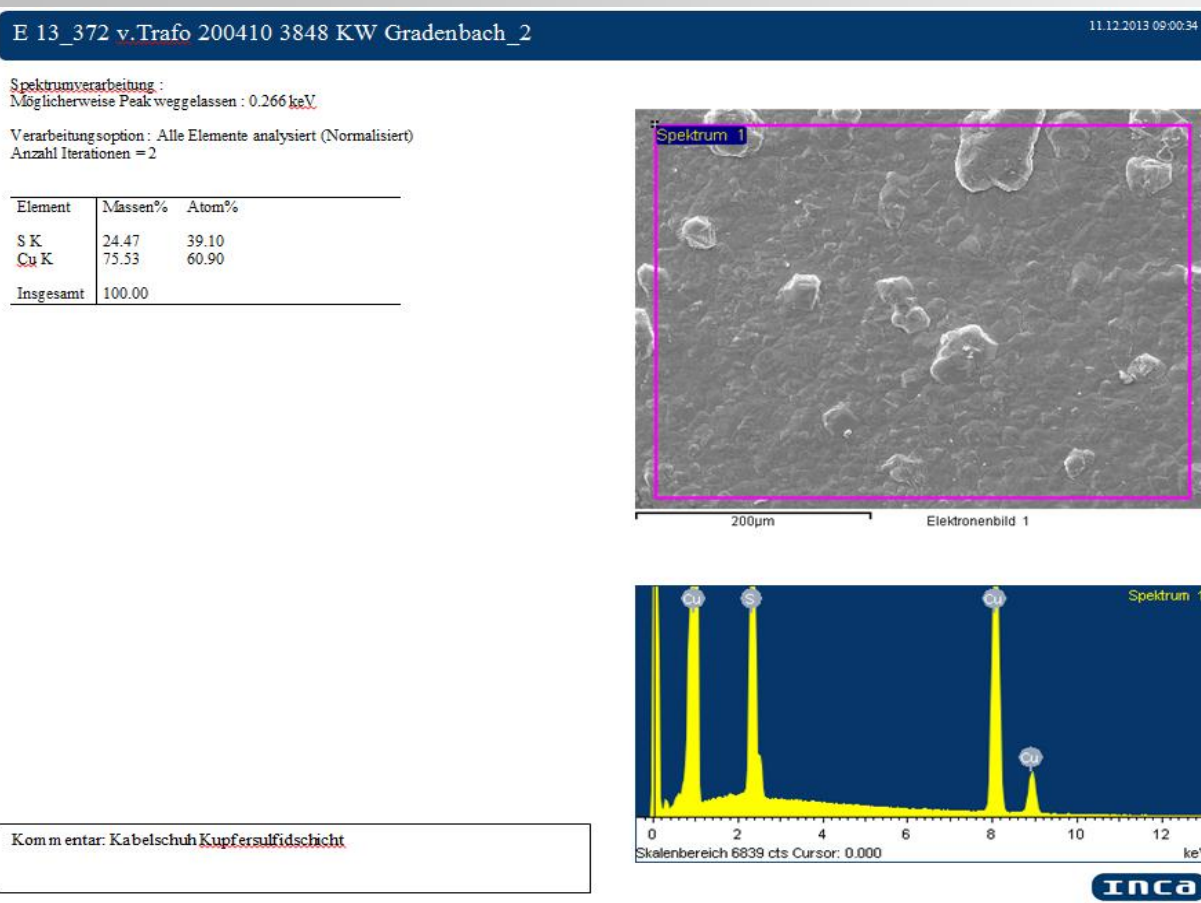 E 13_372 v.Trafo 200410 3848 KW Gradenbach_2
11.12.2013 09:00:34
Spektrumverarbeitung :
Möglicherweise Peak weggelassen : 0.266 keV
Verarbeitungsoption : Alle Elemente analysiert (Normalisiert)
Anzahl Iterationen = 2
Element Massen% Atom%
S K 24.47 39.10
Cu K 75.53 60.90
Insgesamt 100.00
Spektrum 1
200µm Elektronenbild 1
Cu S Cu Spektrum 1
Cu
0 2 4 6 8 10 12
Skalenbereich 6839 cts Cursor: 0.000 keV
Kommentar: Kabelschuh Kupfersulfidschicht
INCA